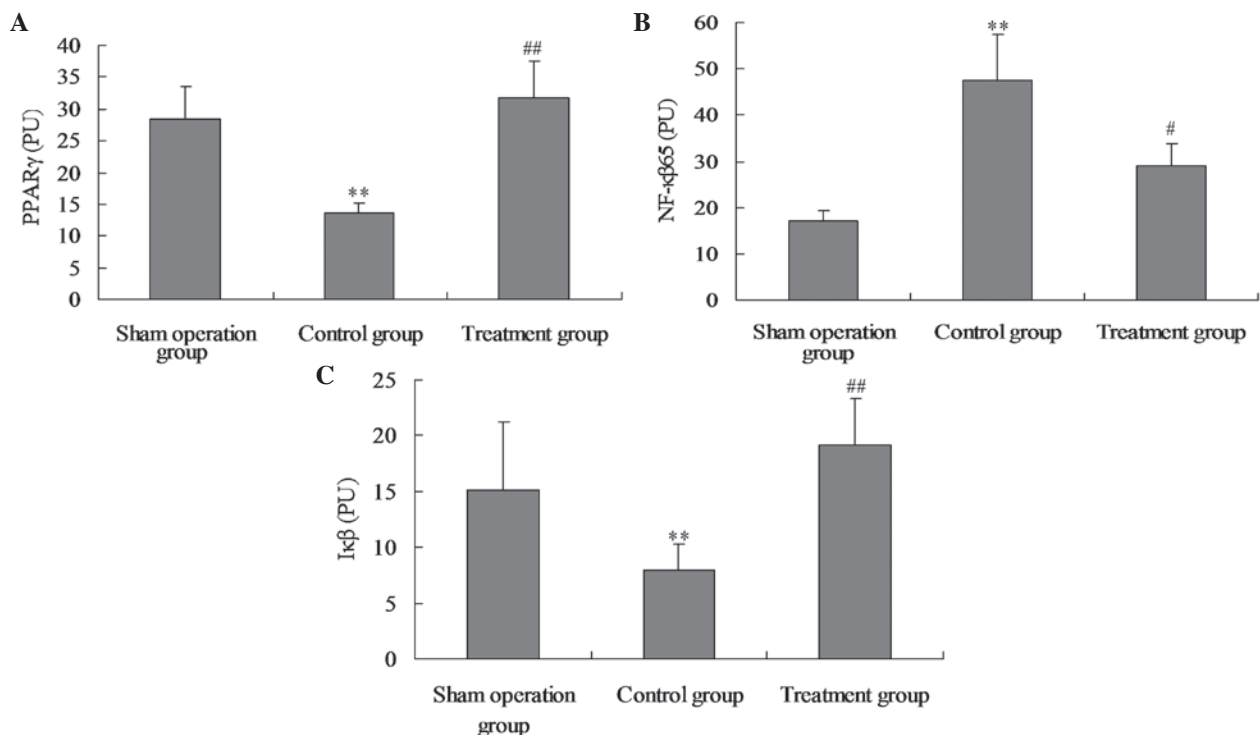 A
PPARγ (PU)
40
35
30
25
20
15
10
5
0
**
##
Sham operation
group
Control group
Treatment group
B
NF-κβ65 (PU)
60
50
40
30
20
10
0
**
#
Sham operation
group
Control group
Treatment group
C
Iκβ (PU)
25
20
15
10
5
0
**
##
Sham operation
group
Control group
Treatment group